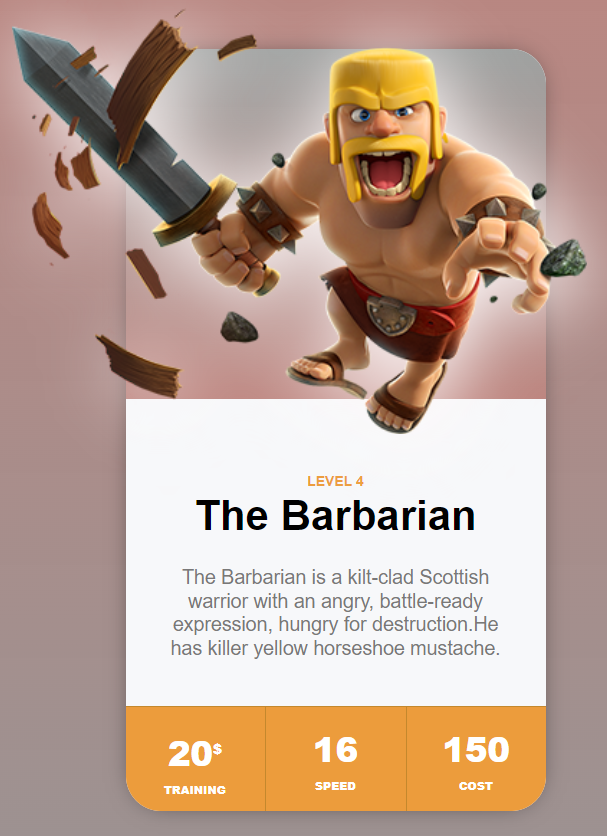 LEVEL 4
The Barbarian
The Barbarian is a kilt-clad Scottish
warrior with an angry, battle-ready
expression, hungry for destruction.He
has killer yellow horseshoe mustache.
20$ 16 150
TRAINING SPEED COST